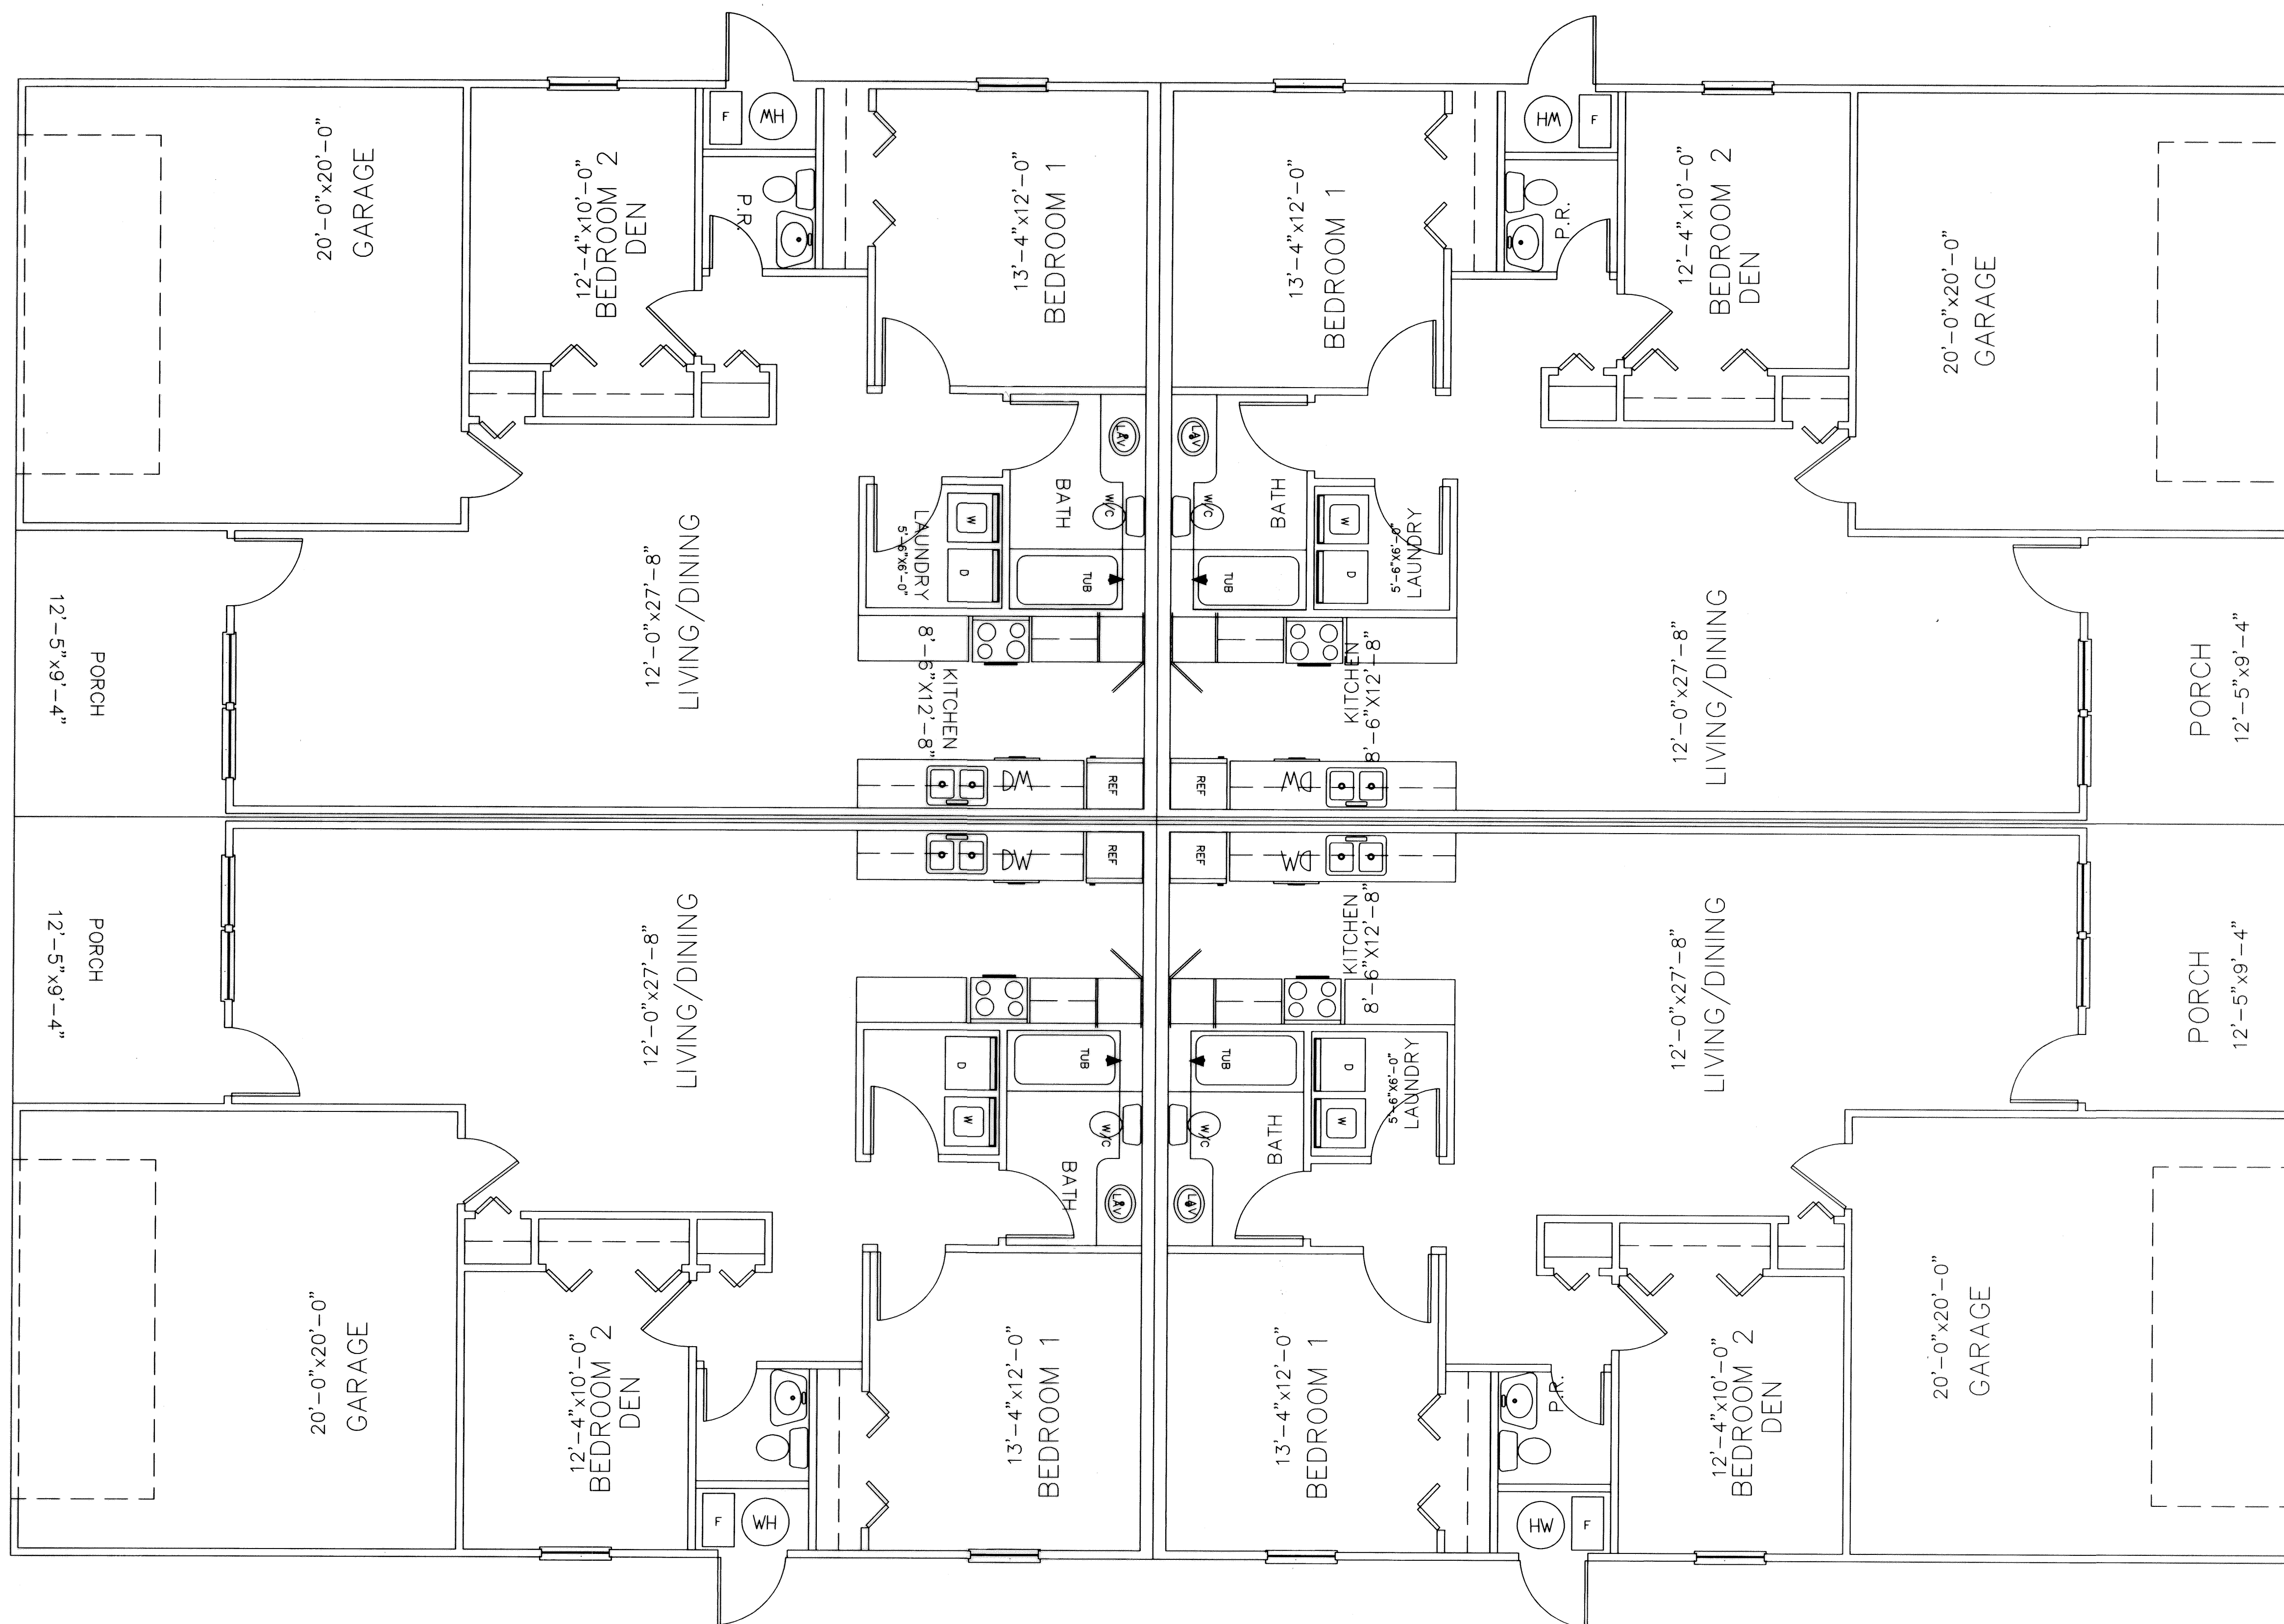 20'-0"x20'-0"
GARAGE
12'-4"x10'-0"
BEDROOM 2
DEN
F
WH
P.R.
13'-4"x12'-0"
BEDROOM 1
LAV
W/C
BATH
TUB
W
D
LAUNDRY
5'-6"X6'-0"
12'-0"x27'-8"
LIVING/DINING
KITCHEN
8'-6"X12'-8"
DW
REF
PORCH
12'-5"x9'-4"
13'-4"x12'-0"
BEDROOM 1
HW
F
P.R.
12'-4"x10'-0"
BEDROOM 2
DEN
20'-0"x20'-0"
GARAGE
LAV
W/C
BATH
TUB
W
D
5'-6"X6'-0"
LAUNDRY
KITCHEN
8'-6"X12'-8"
DW
REF
12'-0"x27'-8"
LIVING/DINING
PORCH
12'-5"x9'-4"
PORCH
12'-5"x9'-4"
12'-0"x27'-8"
LIVING/DINING
DW
REF
D
W
TUB
W/C
BATH
LAV
20'-0"x20'-0"
GARAGE
12'-4"x10'-0"
BEDROOM 2
DEN
F
WH
13'-4"x12'-0"
BEDROOM 1
REF
DW
KITCHEN
8'-6"X12'-8"
12'-0"x27'-8"
LIVING/DINING
PORCH
12'-5"x9'-4"
TUB
D
W
5'-6"X6'-0"
LAUNDRY
W/C
BATH
LAV
13'-4"x12'-0"
BEDROOM 1
P.R.
HW
F
12'-4"x10'-0"
BEDROOM 2
DEN
20'-0"x20'-0"
GARAGE